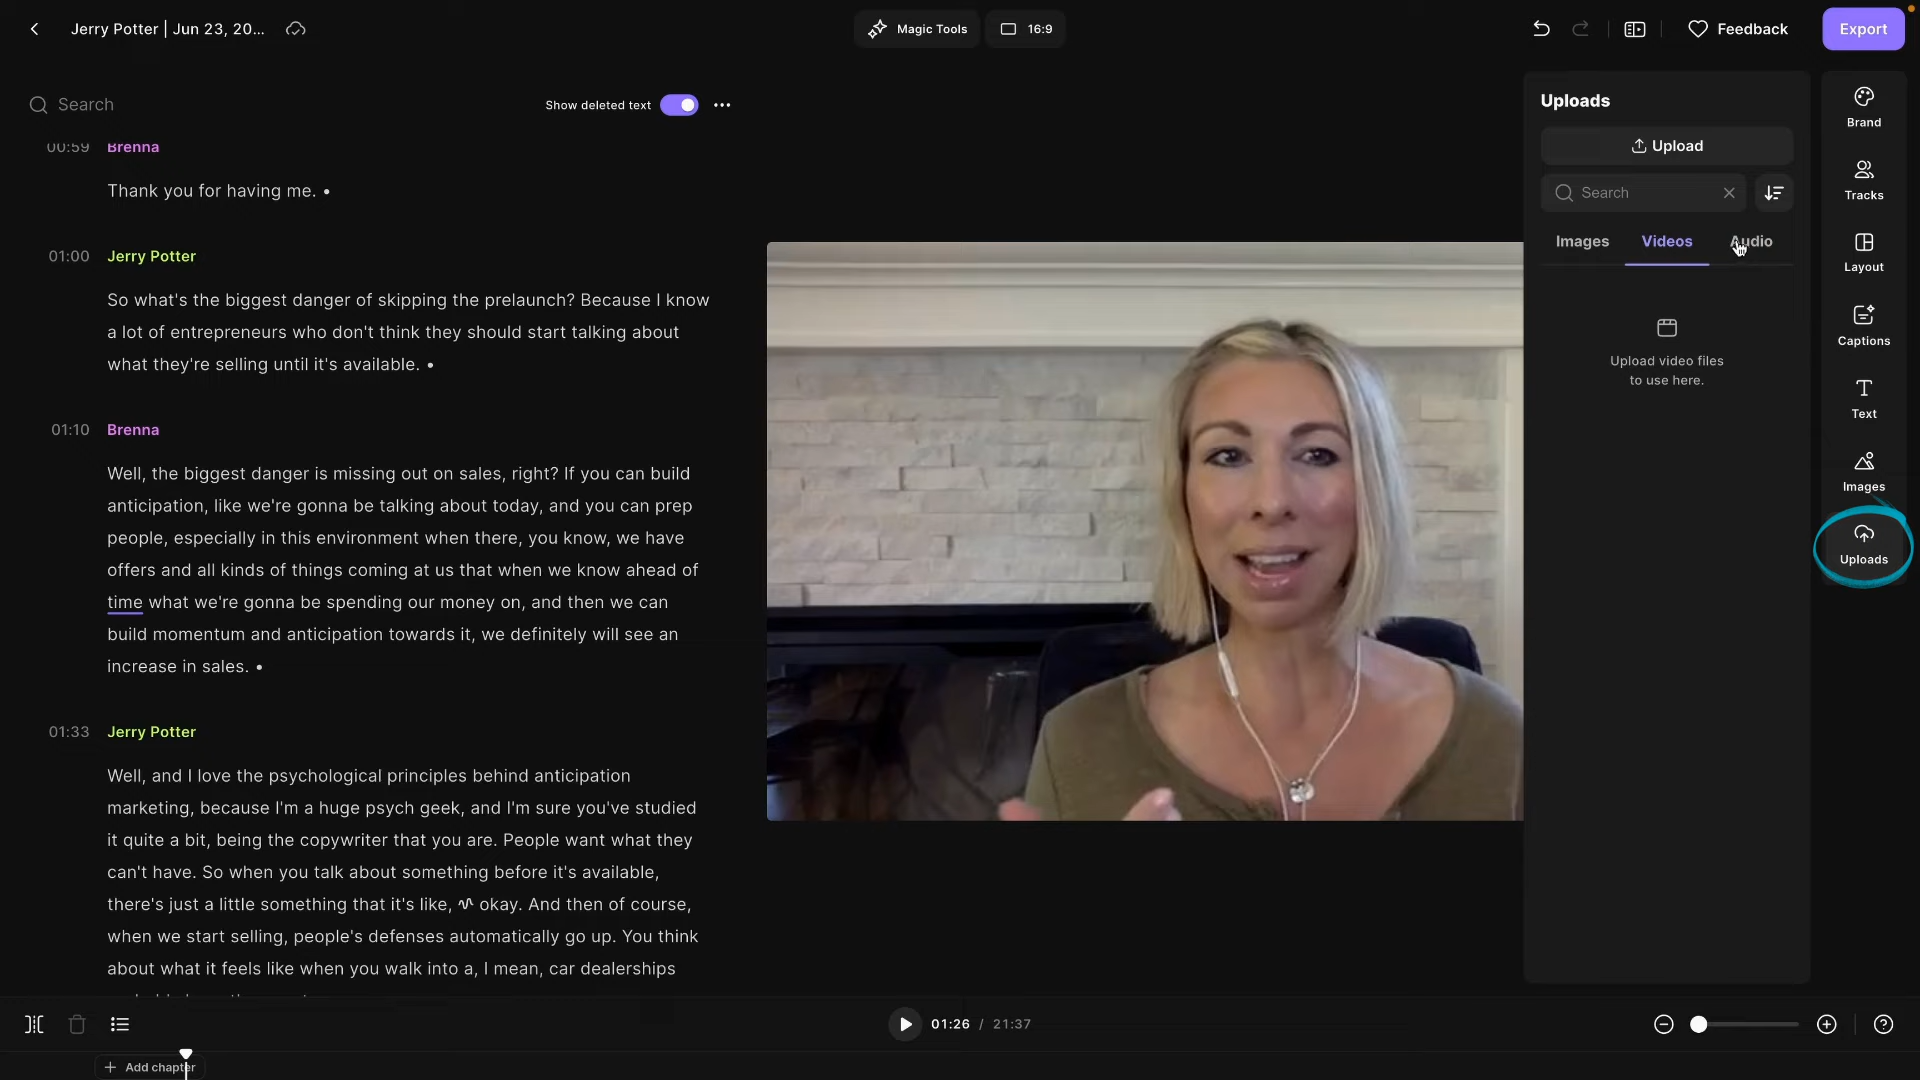 Jerry Potter | Jun 23, 20...
Magic Tools
16:9
Feedback
Export
Search
Show deleted text
00:59 Brenna
Thank you for having me. •
01:00 Jerry Potter
So what's the biggest danger of skipping the prelaunch? Because I know
a lot of entrepreneurs who don't think they should start talking about
what they're selling until it's available. •
01:10 Brenna
Well, the biggest danger is missing out on sales, right? If you can build
anticipation, like we're gonna be talking about today, and you can prep
people, especially in this environment when there, you know, we have
offers and all kinds of things coming at us that when we know ahead of
time what we're gonna be spending our money on, and then we can
build momentum and anticipation towards it, we definitely will see an
increase in sales. •
01:33 Jerry Potter
Well, and I love the psychological principles behind anticipation
marketing, because I'm a huge psych geek, and I'm sure you've studied
it quite a bit, being the copywriter that you are. People want what they
can't have. So when you talk about something before it's available,
there's just a little something that it's like, okay. And then of course,
when we start selling, people's defenses automatically go up. You think
about what it feels like when you walk into a, I mean, car dealerships
Uploads
Upload
Search
Images
Videos
Audio
Upload video files
to use here.
Brand
Tracks
Layout
Captions
Text
Images
Uploads
01:26 / 21:37
Add chapter